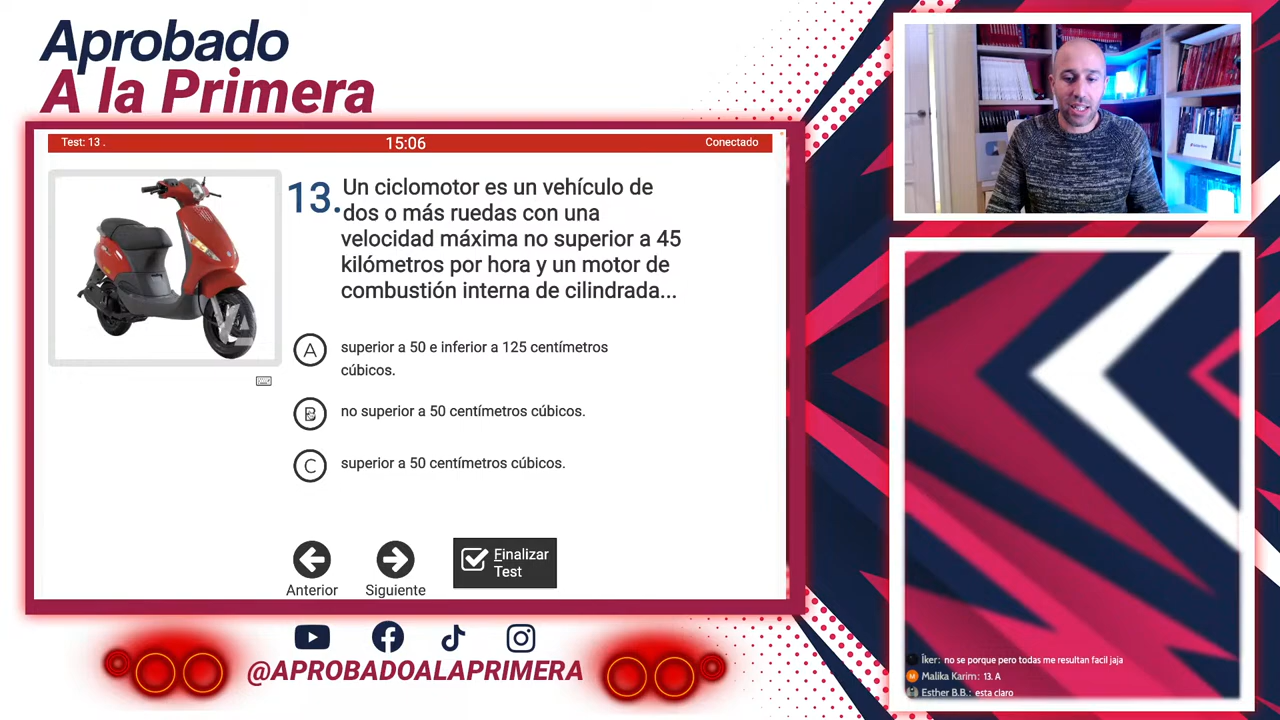 Aprobado
A la Primera
Test: 13 .
15:06
Conectado
13.
Un ciclomotor es un vehículo de
dos o más ruedas con una
velocidad máxima no superior a 45
kilómetros por hora y un motor de
combustión interna de cilindrada...
A
superior a 50 e inferior a 125 centímetros
cúbicos.
B
no superior a 50 centímetros cúbicos.
C
superior a 50 centímetros cúbicos.
Anterior
Siguiente
Finalizar
Test
@APROBADOALAPRIMERA
Íker: no se porque pero todas me resultan facil jaja
Malika Karim: 13. A
Esther B.B.: esta claro